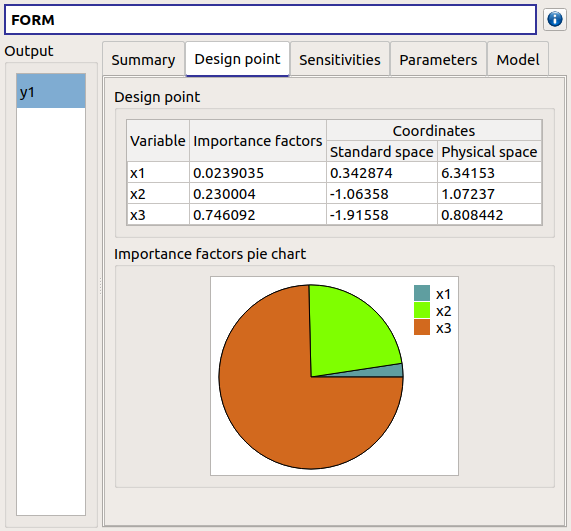 FORM
Output
y1
Summary Design point Sensitivities Parameters Model
Design point
Variable Importance factors Coordinates
Standard space Physical space
x1 0.0239035 0.342874 6.34153
x2 0.230004 -1.06358 1.07237
x3 0.746092 -1.91558 0.808442
Importance factors pie chart
x1
x2
x3